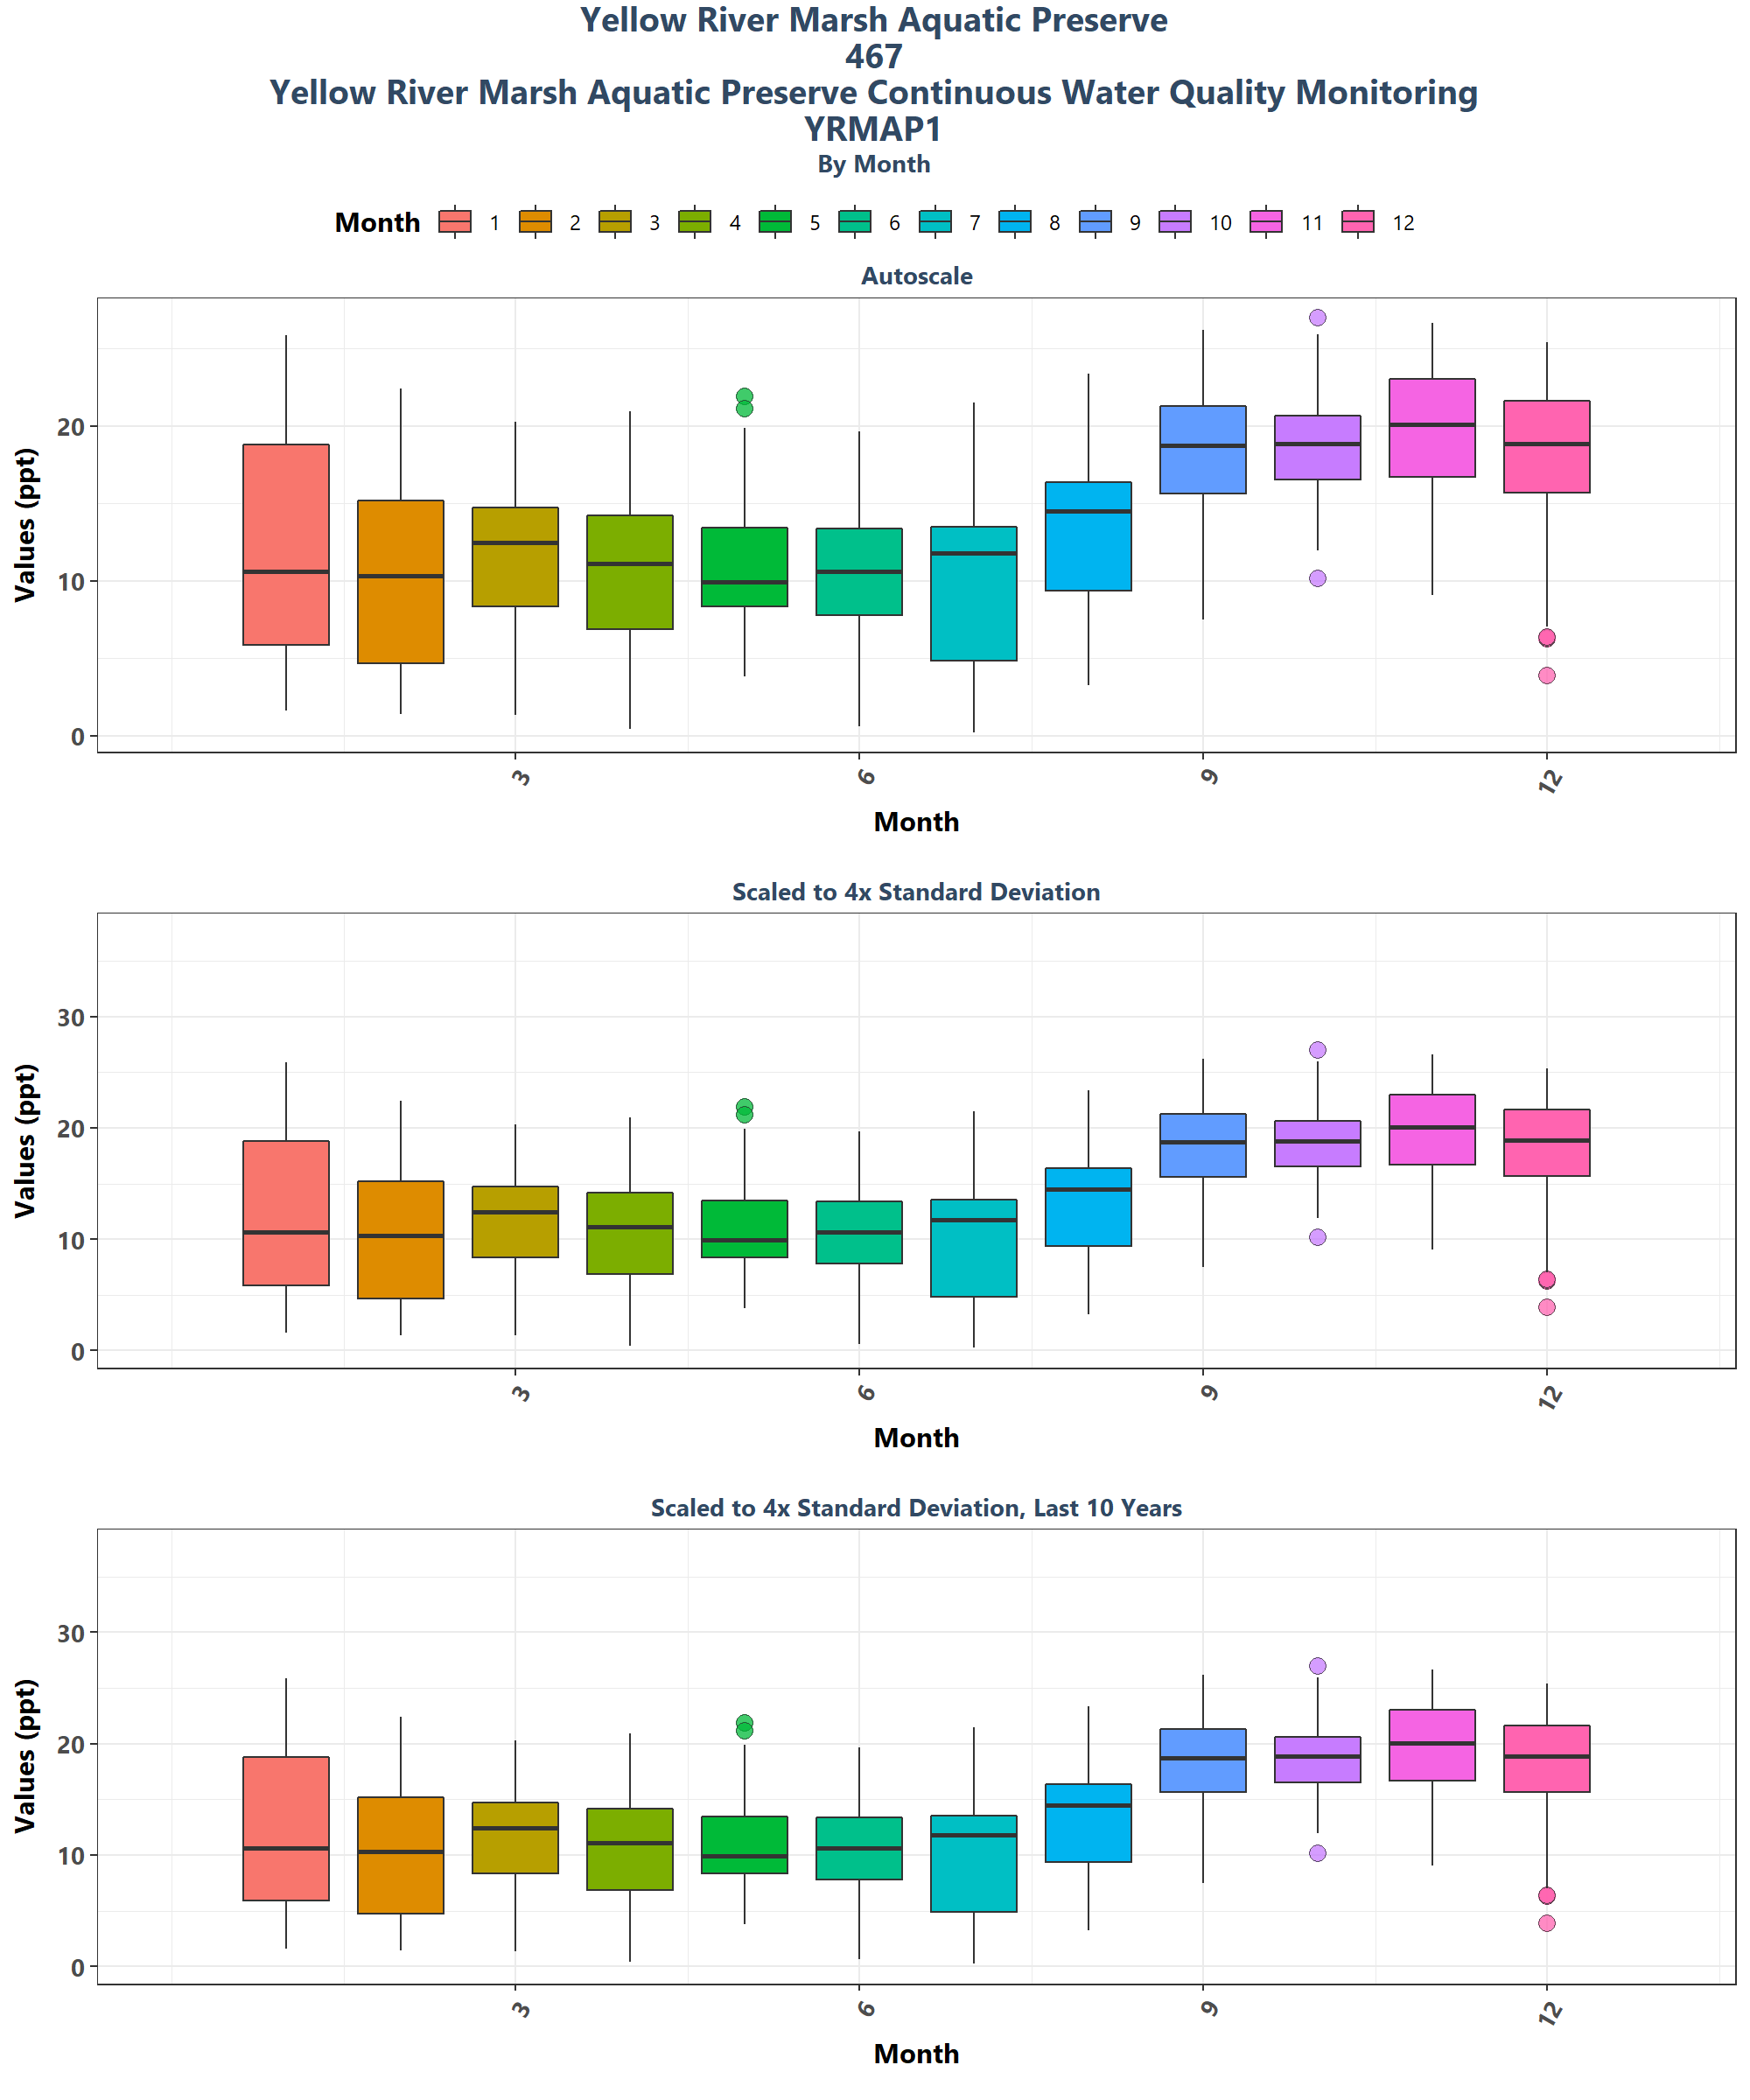 Yellow River Marsh Aquatic Preserve
467
Yellow River Marsh Aquatic Preserve Continuous Water Quality Monitoring
YRMAP1
By Month
Month 1 2 3 4 5 6 7 8 9 10 11 12
Autoscale
Values (ppt)
20
10
0
3 6 9 12
Month
Scaled to 4x Standard Deviation
Values (ppt)
30
20
10
0
3 6 9 12
Month
Scaled to 4x Standard Deviation, Last 10 Years
Values (ppt)
30
20
10
0
3 6 9 12
Month